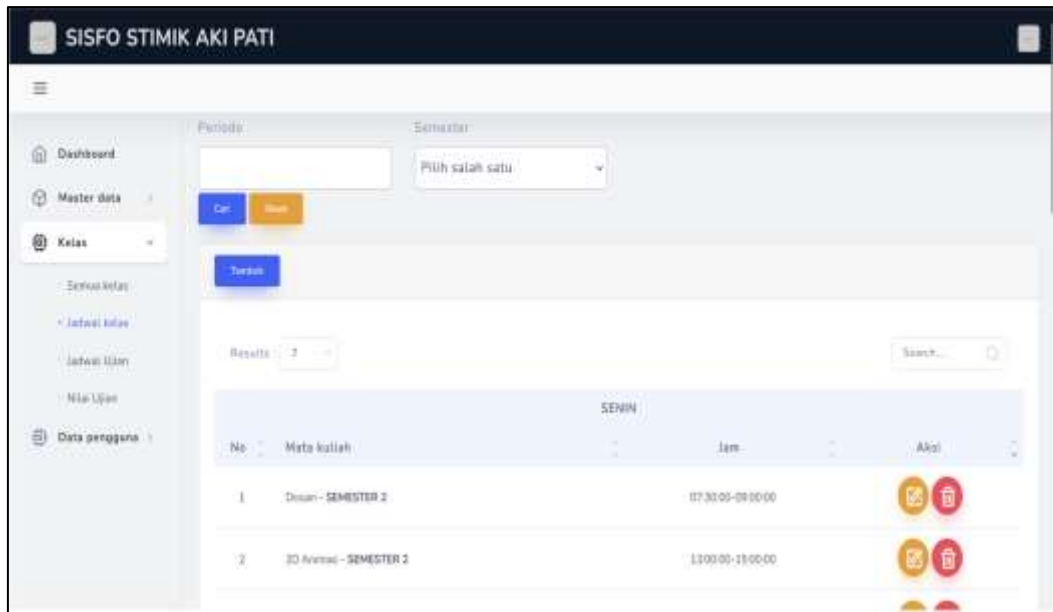 SISFO STIMIK AKI PATI
Periode
Semester
Pilih salah satu
Cari
Dashboard
Master data
Kelas
Semua kelas
Jadwal kelas
Jadwal Ujian
Nilai Ujian
Data pengguna
Tambah
Results : 7
Search...
SENIN
No Mata kuliah Jam Aksi
1 - SEMESTER 2 07:30:00-09:00:00
2 3D Animasi - SEMESTER 2 13:00:00-15:00:00